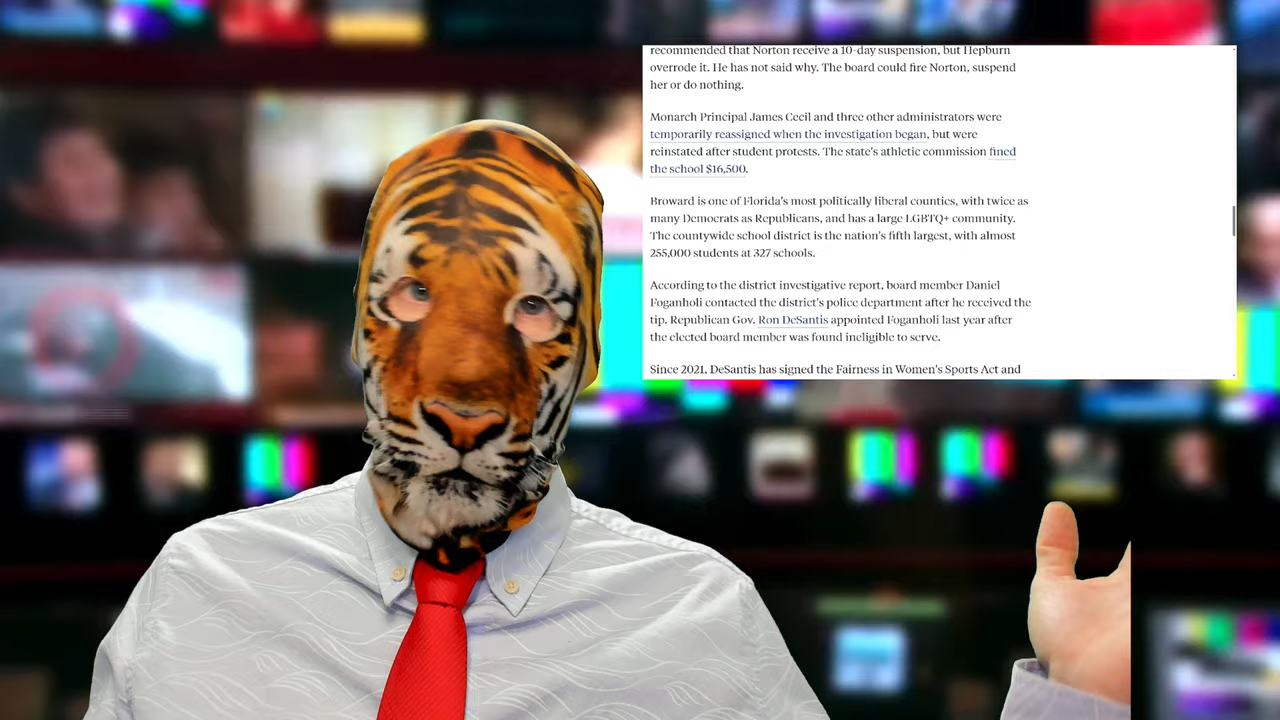 recommended that Norton receive a 10-day suspension, but Hepburn
overrode it. He has not said why. The board could fire Norton, suspend
her or do nothing.
Monarch Principal James Cecil and three other administrators were
temporarily reassigned when the investigation began, but were
reinstated after student protests. The state's athletic commission fined
the school $16,500.
Broward is one of Florida's most politically liberal counties, with twice as
many Democrats as Republicans, and has a large LGBTQ+ community.
The countywide school district is the nation's fifth largest, with almost
255,000 students at 327 schools.
According to the district investigative report, board member Daniel
Foganholi contacted the district's police department after he received the
tip. Republican Gov. Ron DeSantis appointed Foganholi last year after
the elected board member was found ineligible to serve.
Since 2021, DeSantis has signed the Fairness in Women's Sports Act and